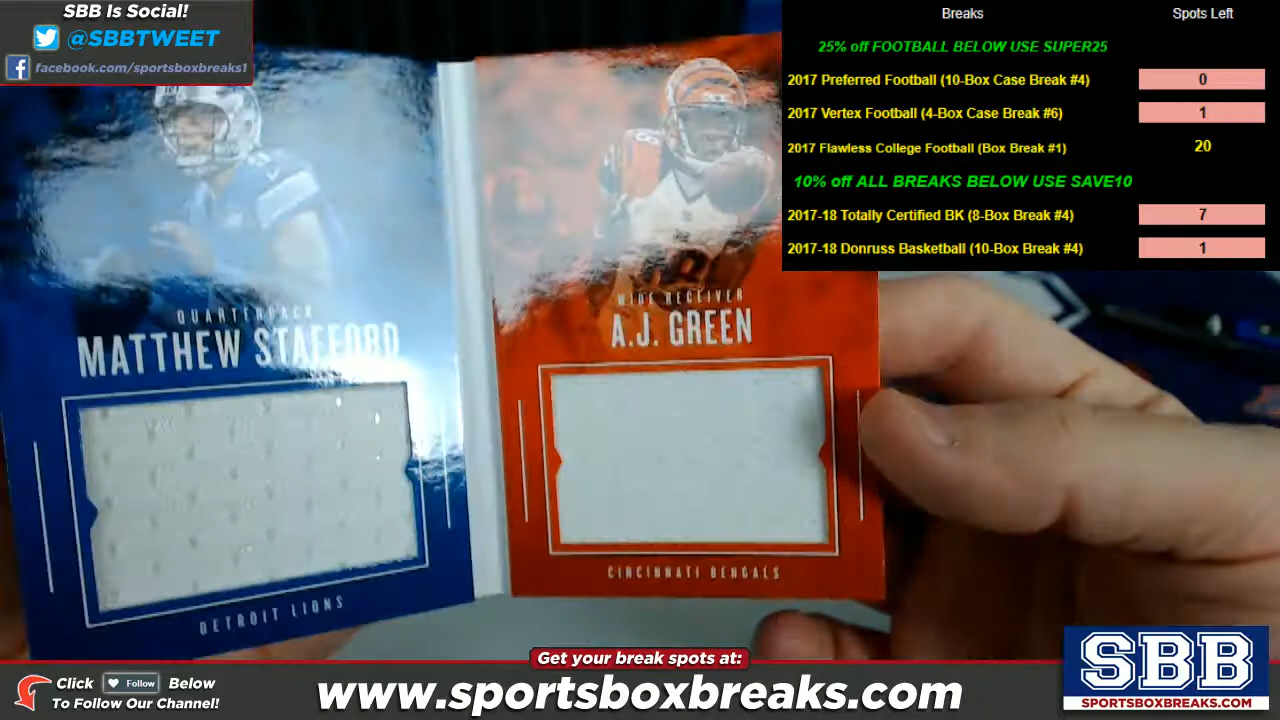 SBB Is Social!
@SBBTWEET
facebook.com/sportsboxbreaks1
Breaks Spots Left
25% off FOOTBALL BELOW USE SUPER25
2017 Preferred Football (10-Box Case Break #4) 0
2017 Vertex Football (4-Box Case Break #6) 1
2017 Flawless College Football (Box Break #1) 20
10% off ALL BREAKS BELOW USE SAVE10
2017-18 Totally Certified BK (8-Box Break #4) 7
2017-18 Donruss Basketball (10-Box Break #4) 1
QUARTERBACK
MATTHEW STAFFORD
DETROIT LIONS
WIDE RECEIVER
A.J. GREEN
CINCINNATI BENGALS
Get your break spots at:
Click Follow Below
To Follow Our Channel!
www.sportsboxbreaks.com
SBB
SPORTSBOXBREAKS.COM